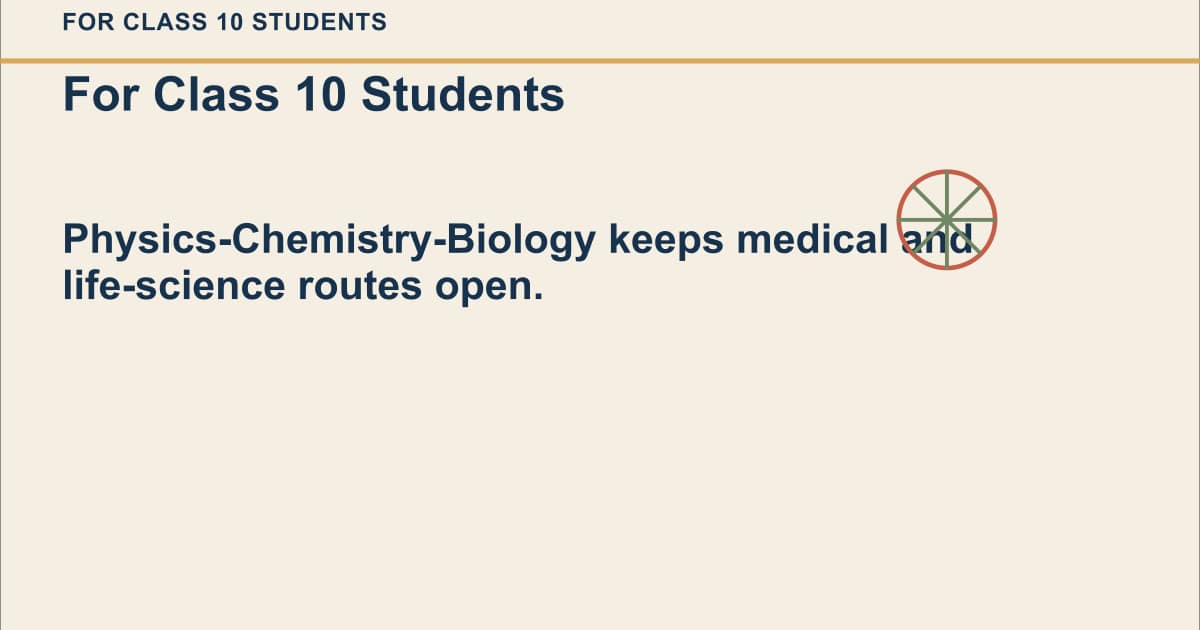 FOR CLASS 10 STUDENTS
For Class 10 Students
Physics-Chemistry-Biology keeps medical and
life-science routes open.